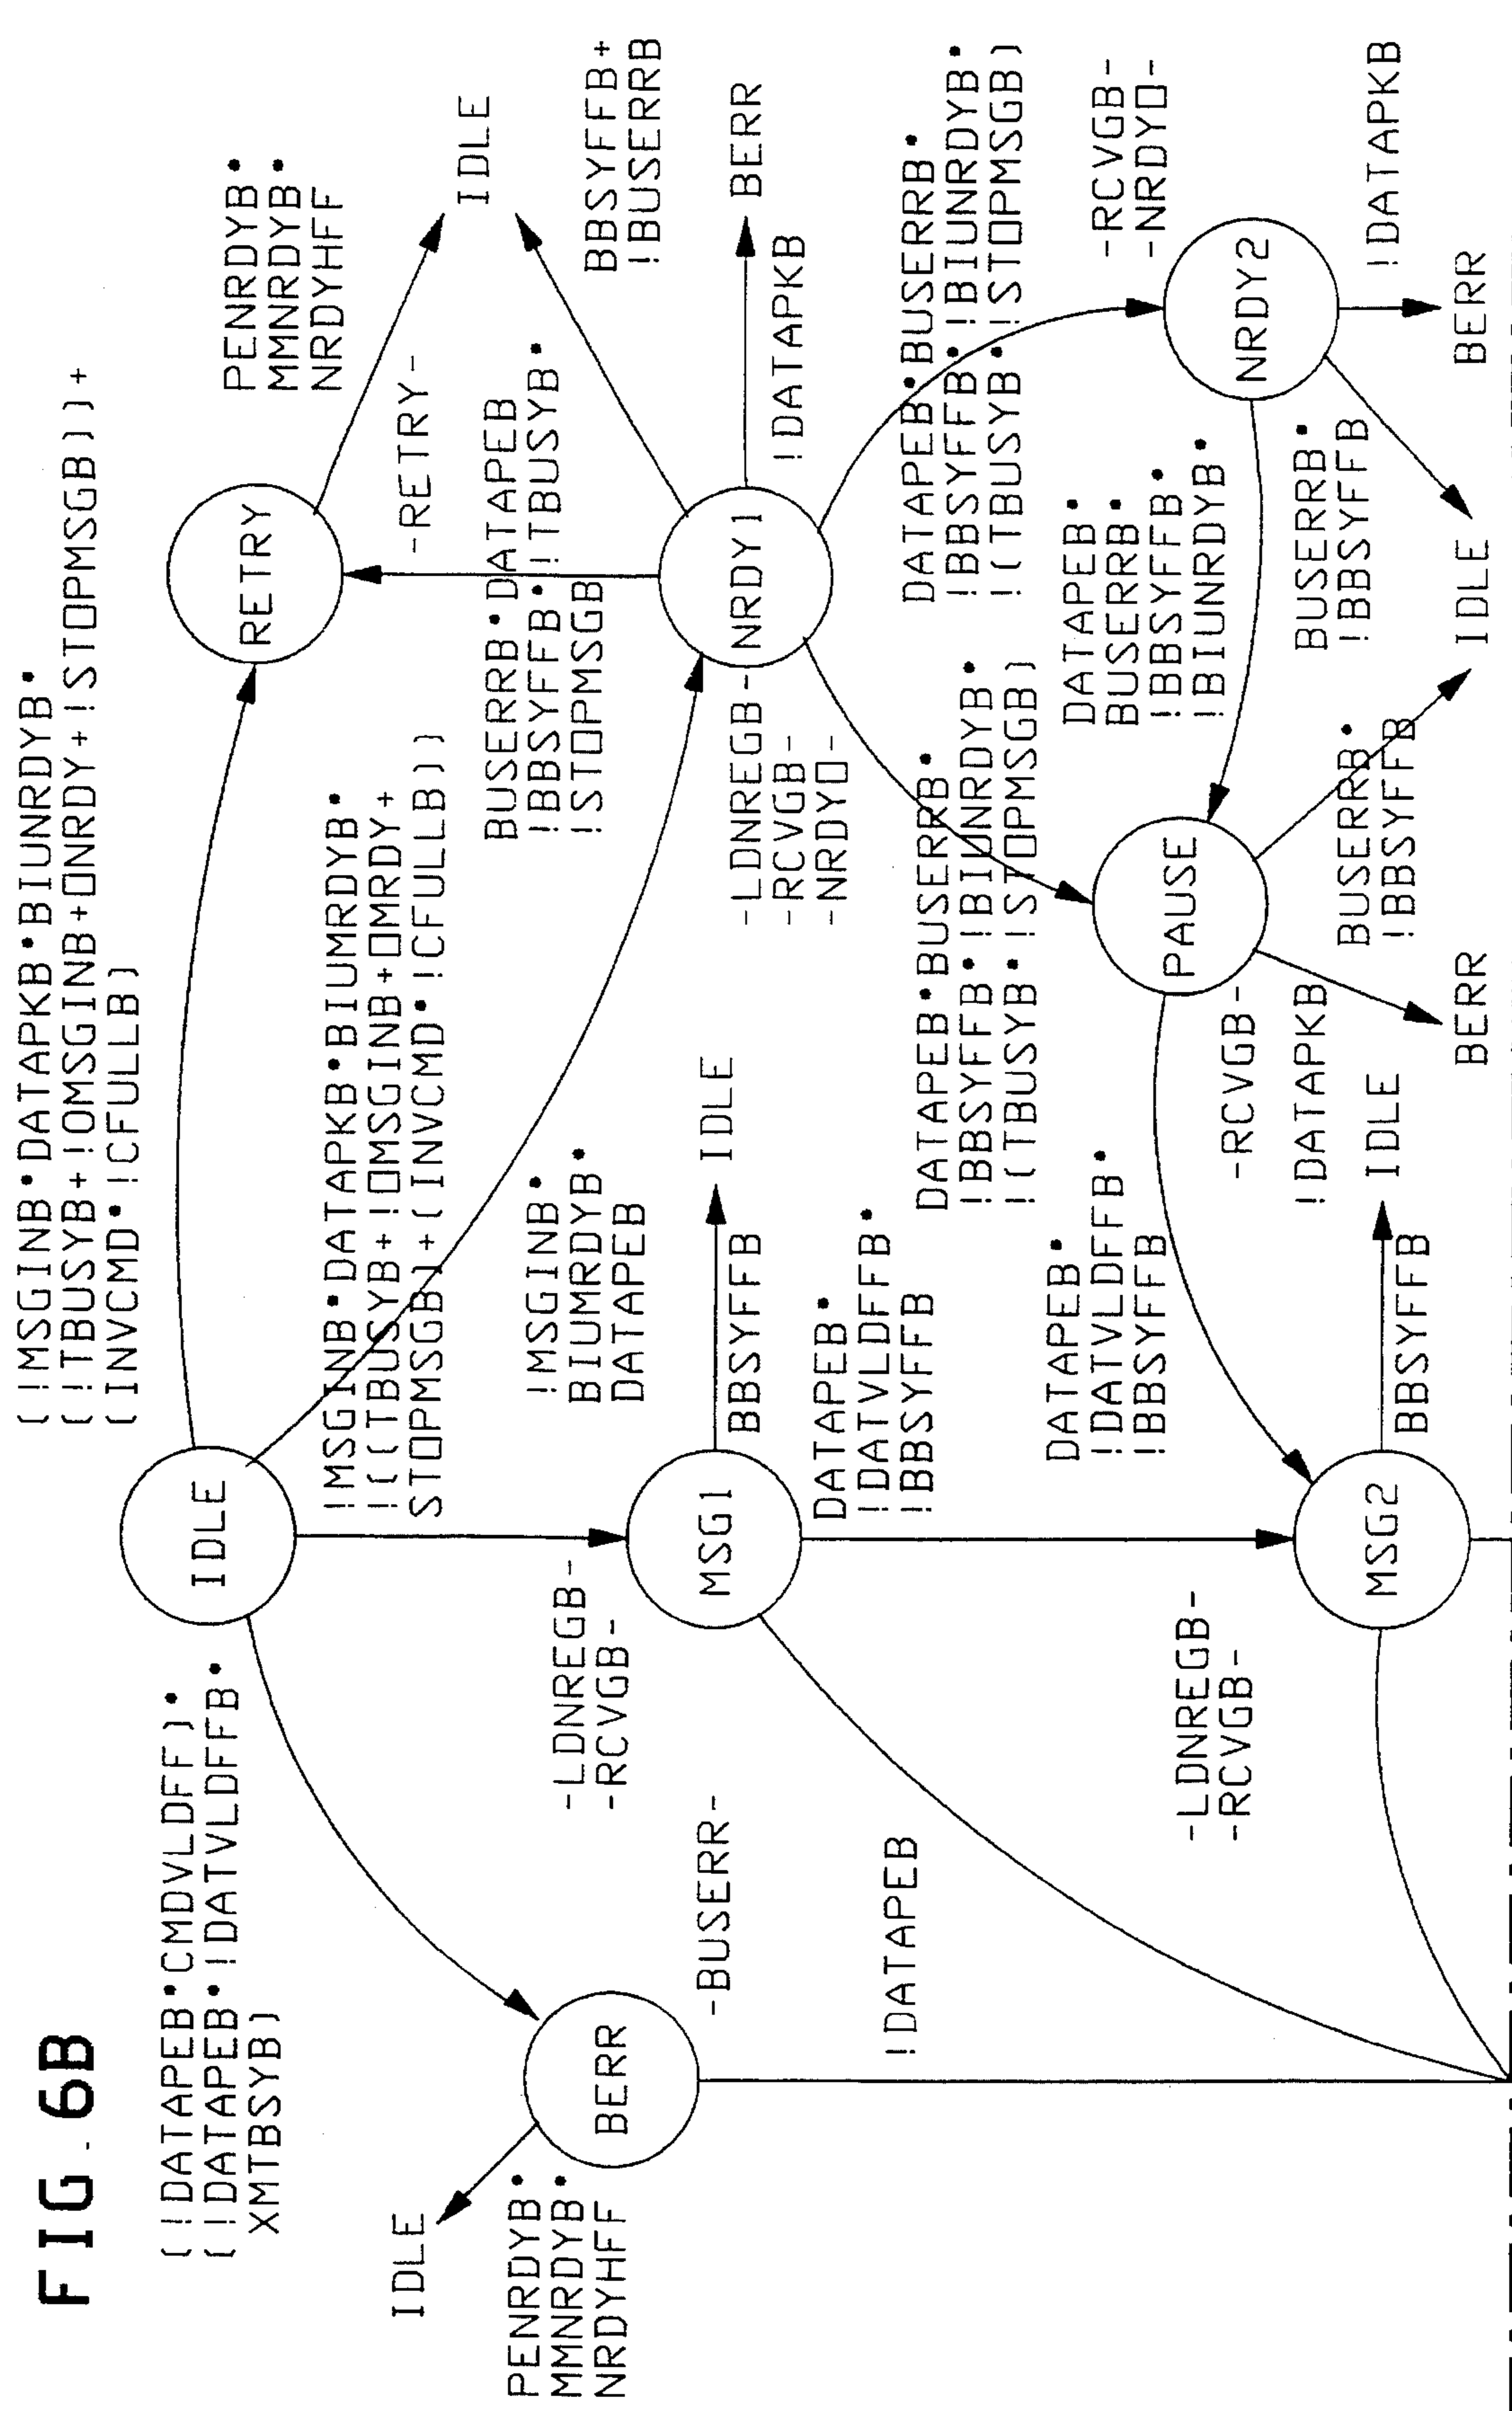 FIG. 6B
(!MSGINB•DATAPKB•BIUNRDYB•
(!TBUSYB+!OMSGINB+ONRDY+!STOPMSGB))+
(INVCMD•!CFULLB)
(!DATAPEB•CMDVLDFF)•
(!DATAPEB•!DATVLDFFB•
XMTBSYB)
IDLE
RETRY
PENRDYB•
MMNRDYB•
NRDYHFF
IDLE
-RETRY-
!MSGINB•DATAPKB•BIUMRDYB•
!((TBUSYB+!OMSGINB+OMRDY+
STOPMSGB)+(INVCMD•!CFULLB))
IDLE
PENRDYB•
MMNRDYB•
NRDYHFF
BERR
-BUSERR-
!DATAPEB
-LDNREGB-
-RCVGB-
!MSGINB•
BIUMRDYB•
DATAPEB
MSG1
IDLE
BBSYFFB
BUSERRB•DATAPEB
!BBSYFFB•!TBUSYB•
!STOPMSGB
BBSYFFB+
!BUSERRB
NRDY1
BERR
!DATAPKB
-LDNREGB-
-RCVGB-
-NRDYO-
DATAPEB•
!DATVLDFFB•
!BBSYFFB
DATAPEB•BUSERRB•
!BBSYFFB•!BIUNRDYB•
!(TBUSYB•!STOPMSGB)
DATAPEB•BUSERRB•
!BBSYFFB•!BIUNRDYB•
!(TBUSYB•!STOPMSGB)
-RCVGB-
-NRDYO-
NRDY2
!DATAPKB
BERR
DATAPEB•
BUSERRB•
!BBSYFFB•
!BIUNRDYB•
BUSERRB•
!BBSYFFB
IDLE
PAUSE
BUSERRB•
!BBSYFFB
-RCVGB-
!DATAPKB
BERR
DATAPEB•
!DATVLDFFB•
!BBSYFFB
-LDNREGB-
-RCVGB-
MSG2
IDLE
BBSYFFB